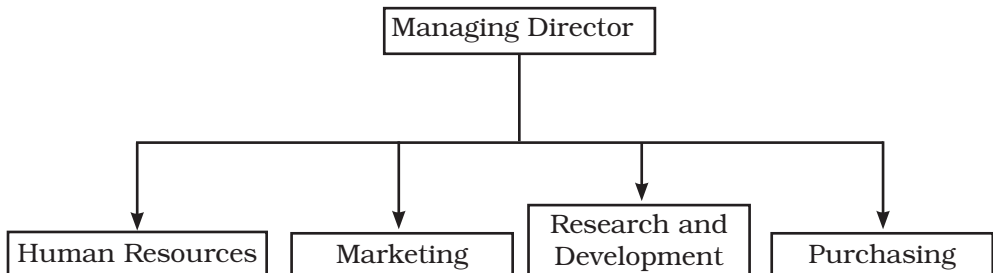 Managing Director
Human Resources
Marketing
Research and
Development
Purchasing